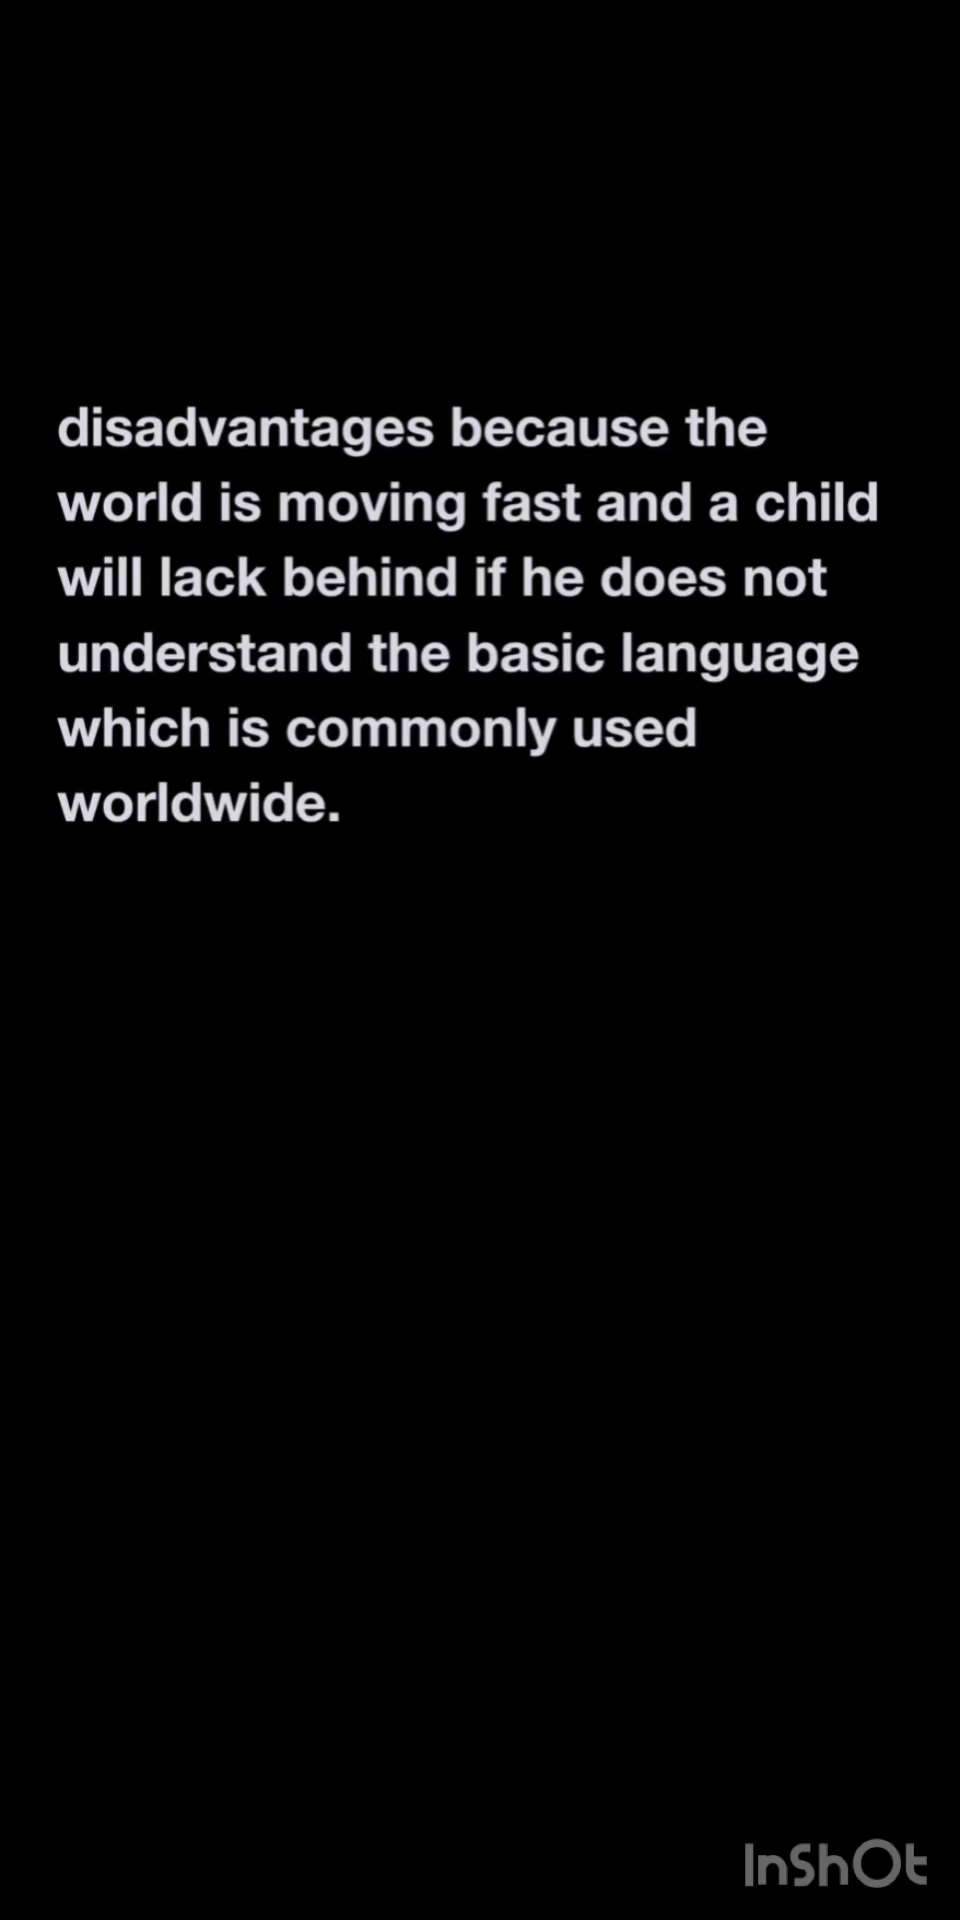 disadvantages because the
world is moving fast and a child
will lack behind if he does not
understand the basic language
which is commonly used
worldwide.
InShOt